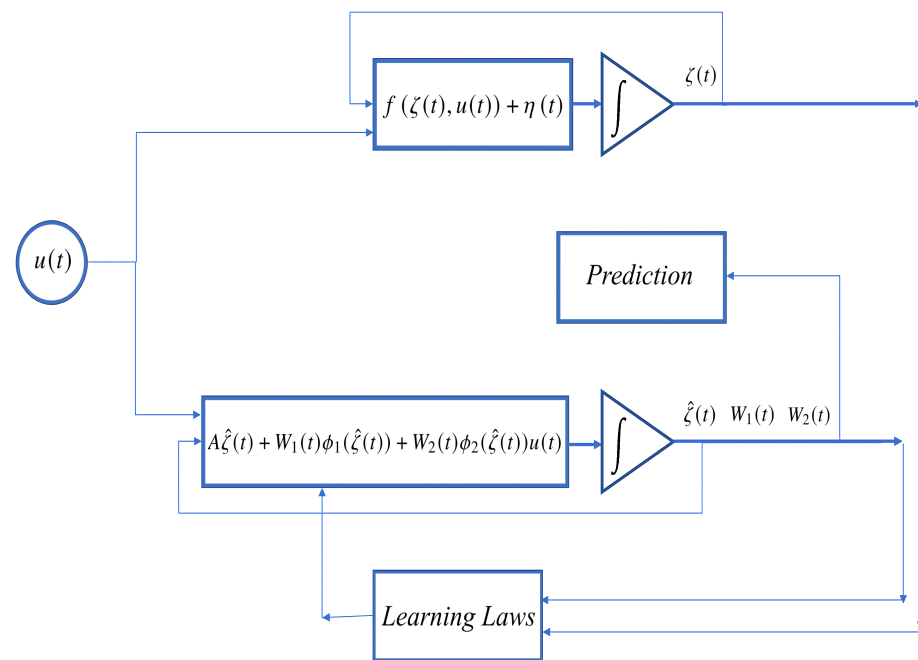 ζ(t)
f(ζ(t), u(t)) + η(t)
∫
u(t)
Prediction
ζ̂(t) W₁(t) W₂(t)
Aζ̂(t) + W₁(t)ϕ₁(ζ̂(t)) + W₂(t)ϕ₂(ζ̂(t))u(t)
∫
Learning Laws